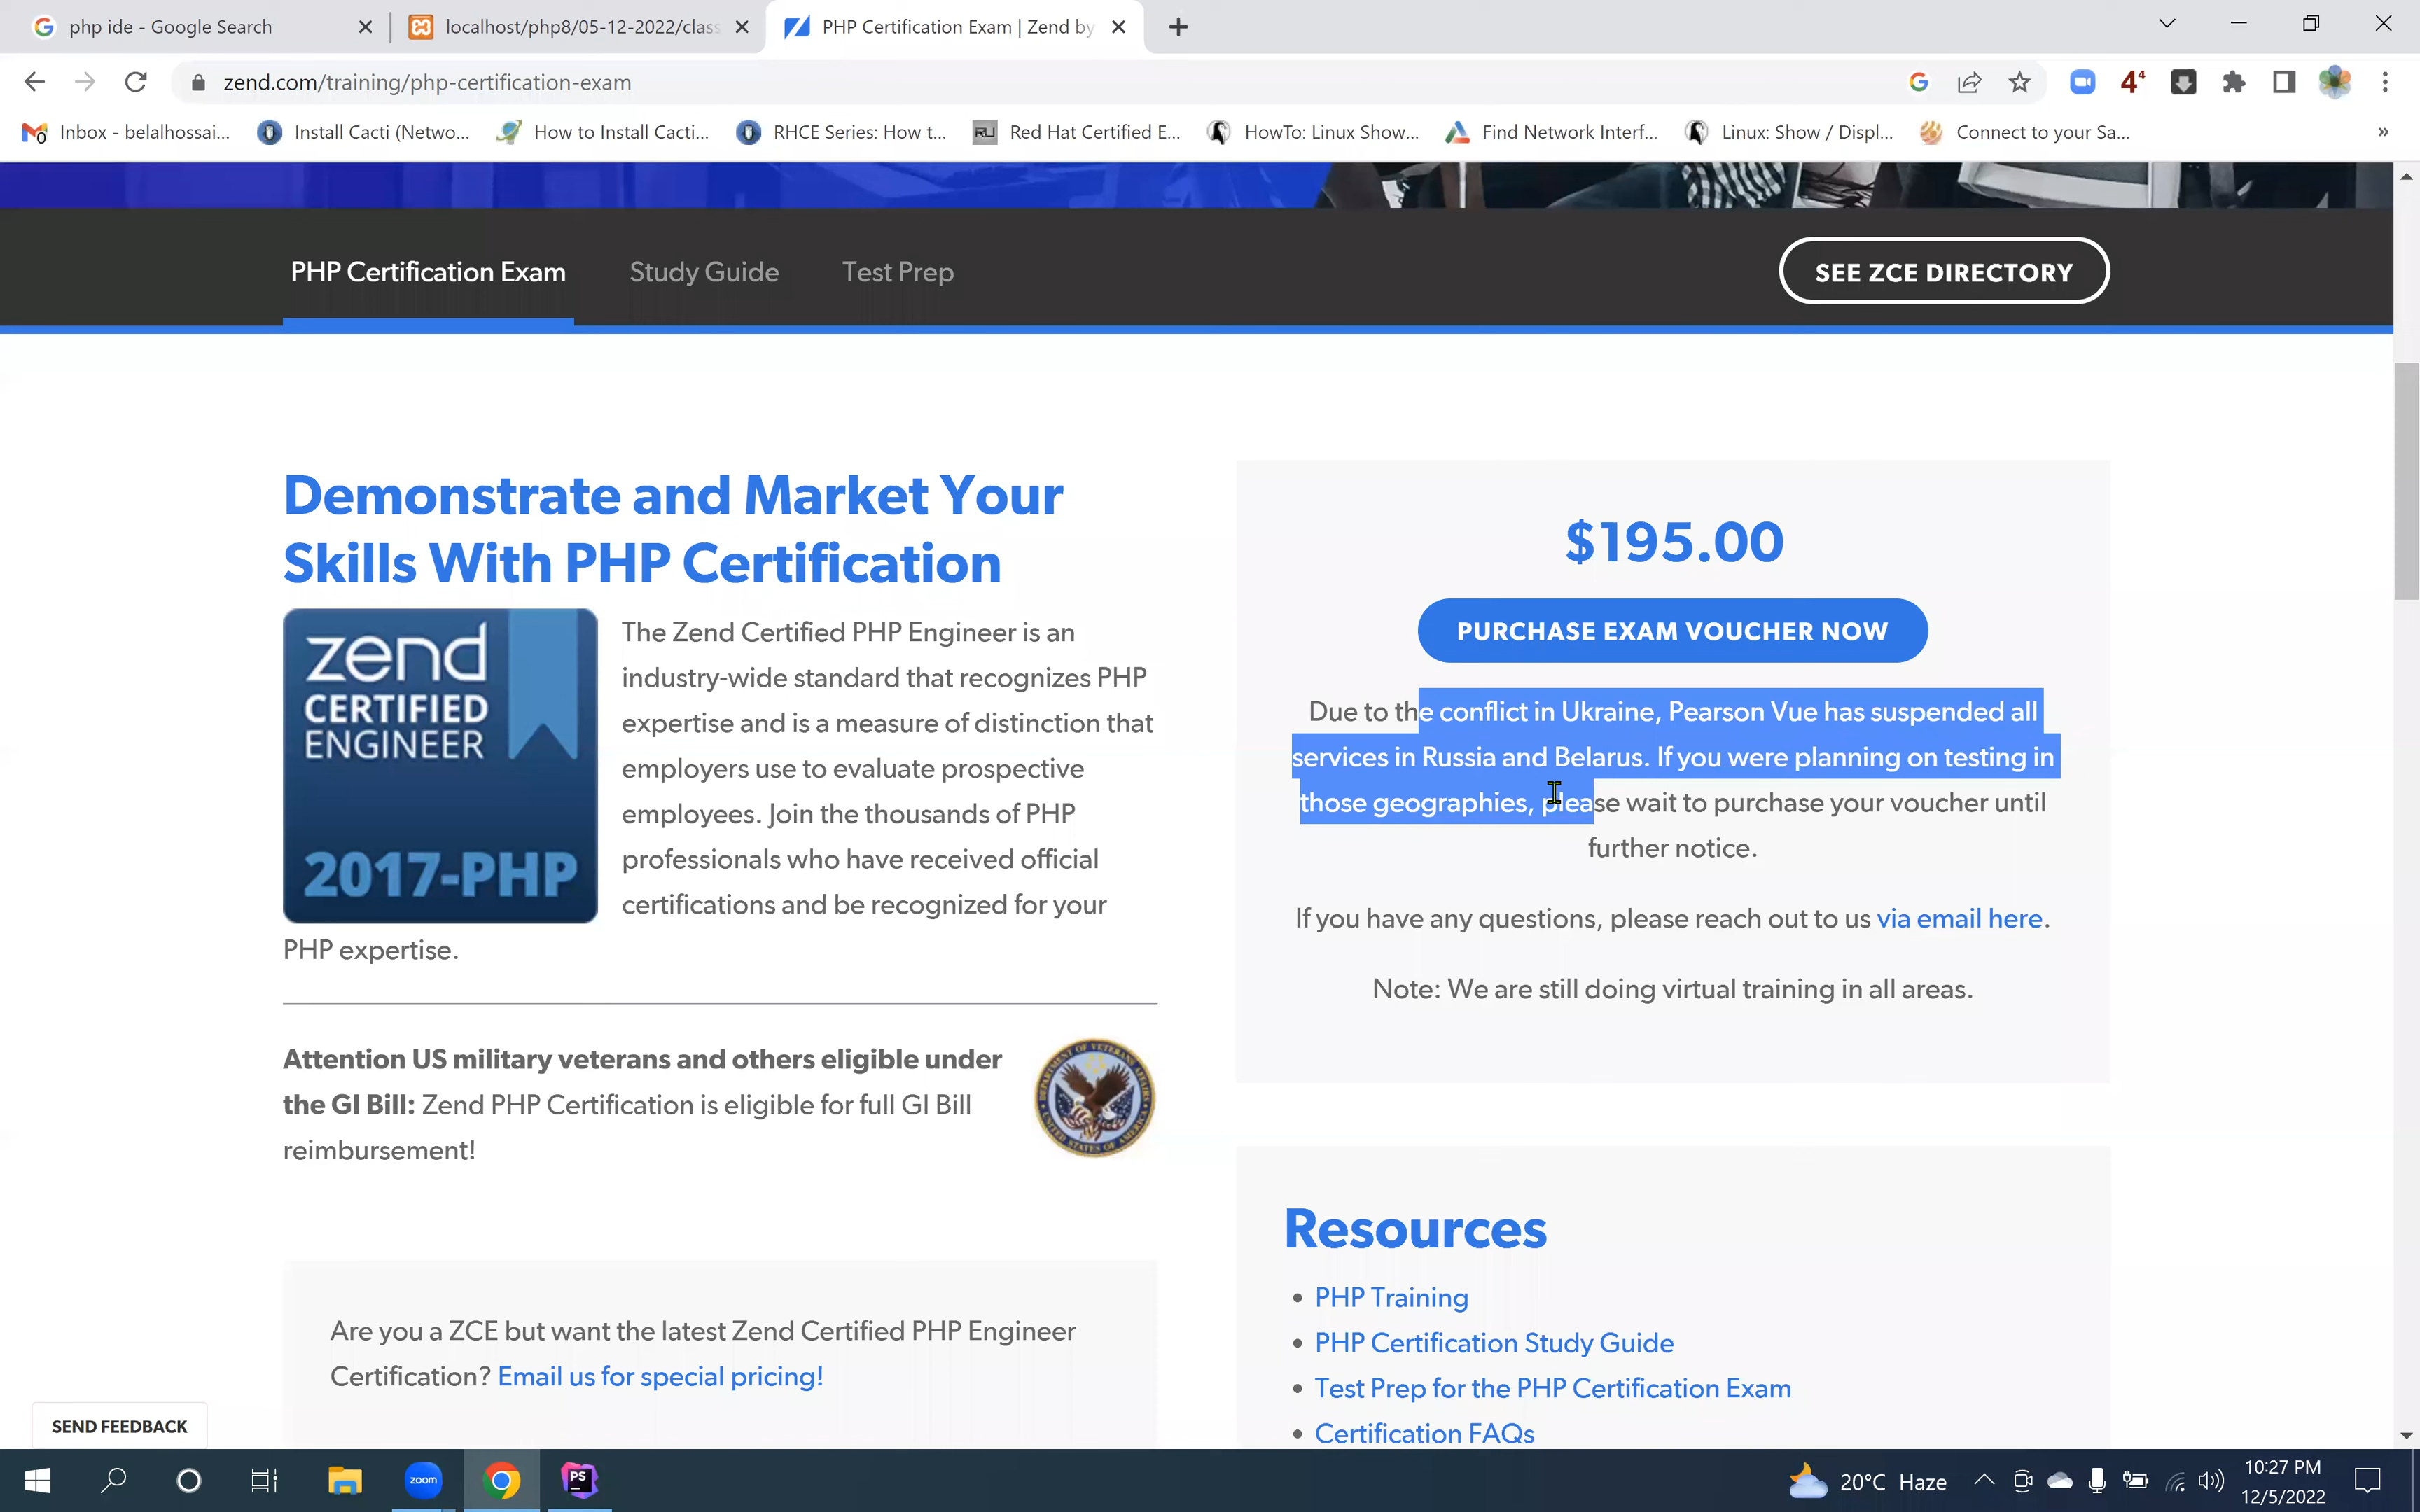 php ide - Google Search
localhost/php8/05-12-2022/class
PHP Certification Exam | Zend by
zend.com/training/php-certification-exam
Inbox - belalhossai...
Install Cacti (Netwo...
How to Install Cacti...
RHCE Series: How t...
Red Hat Certified E...
HowTo: Linux Show...
Find Network Interf...
Linux: Show / Displ...
Connect to your Sa...
PHP Certification Exam
Study Guide
Test Prep
SEE ZCE DIRECTORY
Demonstrate and Market Your
Skills With PHP Certification
zend
CERTIFIED
ENGINEER
2017-PHP
The Zend Certified PHP Engineer is an
industry-wide standard that recognizes PHP
expertise and is a measure of distinction that
employers use to evaluate prospective
employees. Join the thousands of PHP
professionals who have received official
certifications and be recognized for your
PHP expertise.
Attention US military veterans and others eligible under
the GI Bill: Zend PHP Certification is eligible for full GI Bill
reimbursement!
Are you a ZCE but want the latest Zend Certified PHP Engineer
Certification? Email us for special pricing!
$195.00
PURCHASE EXAM VOUCHER NOW
Due to the conflict in Ukraine, Pearson Vue has suspended all
services in Russia and Belarus. If you were planning on testing in
those geographies, please wait to purchase your voucher until
further notice.
If you have any questions, please reach out to us via email here.
Note: We are still doing virtual training in all areas.
Resources
• PHP Training
• PHP Certification Study Guide
• Test Prep for the PHP Certification Exam
• Certification FAQs
SEND FEEDBACK
zoom
PS
20°C Haze
10:27 PM
12/5/2022